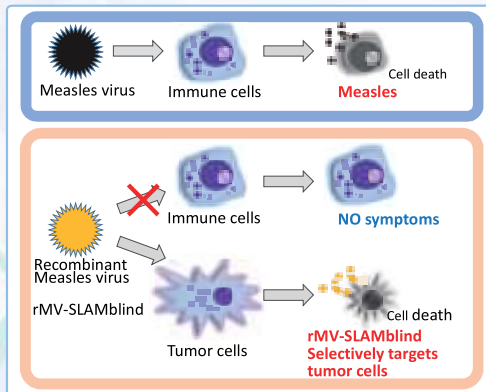 Measles virus
Immune cells
Cell death
Measles
Immune cells
NO symptoms
Recombinant
Measles virus
rMV-SLAMblind
Tumor cells
Cell death
rMV-SLAMblind
Selectively targets
tumor cells